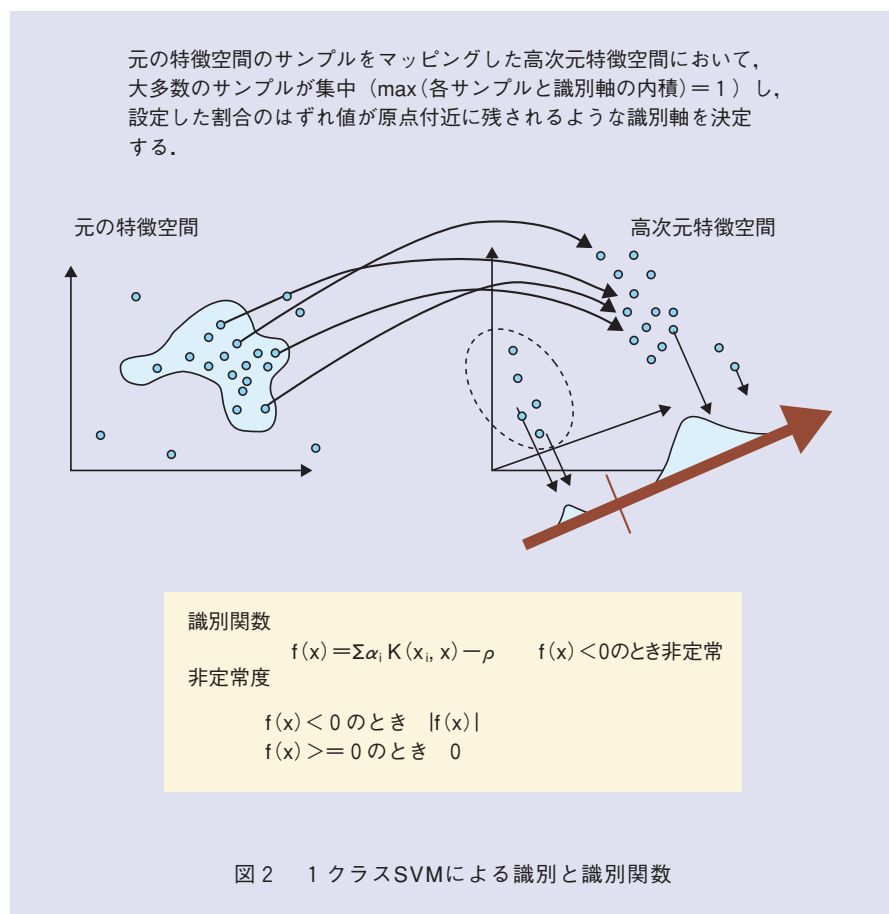 元の特徴空間のサンプルをマッピングした高次元特徴空間において，
大多数のサンプルが集中（max(各サンプルと識別軸の内積)＝1）し，
設定した割合のはずれ値が原点付近に残されるような識別軸を決定
する．
元の特徴空間
高次元特徴空間
識別関数
f(x)＝Σαi K(xi, x)－ρ　　f(x)＜0のとき非定常
非定常度
f(x)＜0のとき　|f(x)|
f(x)＞＝0のとき　0
図2　1クラスSVMによる識別と識別関数